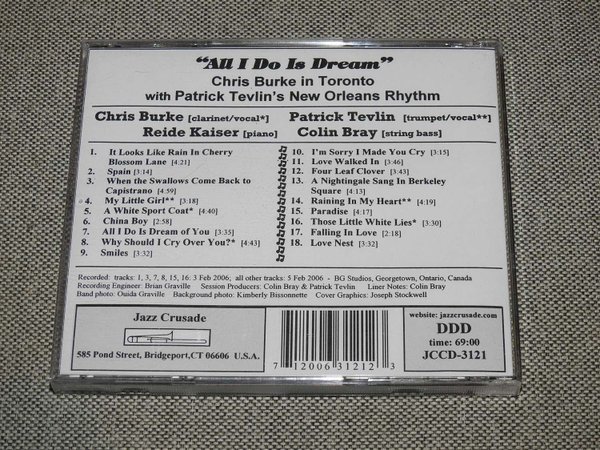 "All I Do Is Dream"
Chris Burke in Toronto
with Patrick Tevlin's New Orleans Rhythm
Chris Burke [clarinet/vocal*] Patrick Tevlin [trumpet/vocal**]
Reide Kaiser [piano] Colin Bray [string bass]
1. It Looks Like Rain In Cherry
Blossom Lane [4:21]
2. Spain [3:14]
3. When the Swallows Come Back to
Capistrano [4:59]
4. My Little Girl** [3:18]
5. A White Sport Coat* [4:40]
6. China Boy [2:58]
7. All I Do Is Dream of You [3:35]
8. Why Should I Cry Over You?* [4:43]
9. Smiles [3:32]
10. I'm Sorry I Made You Cry [3:15]
11. Love Walked In [3:46]
12. Four Leaf Clover [4:13]
13. A Nightingale Sang In Berkeley
Square [4:13]
14. Raining In My Heart** [4:19]
15. Paradise [4:17]
16. Those Little White Lies* [3:30]
17. Falling In Love [4:22]
18. Love Nest [3:32]
Recorded: tracks: 1, 3, 7, 8, 15, 16: 3 Feb 2006; all other tracks: 5 Feb 2006 - BG Studios, Georgetown, Ontario, Canada
Recording Engineer: Brian Graville Session Producers: Colin Bray & Patrick Tevlin Liner Notes: Colin Bray
Band photo: Ouida Graville Background photo: Kimberly Bissonnette Cover Graphics: Joseph Stockwell
Jazz Crusade
585 Pond Street, Bridgeport, CT 06606 U.S.A.
7 12006 31212 3
website: jazzcrusade.com
DDD
time: 69:00
JCCD-3121